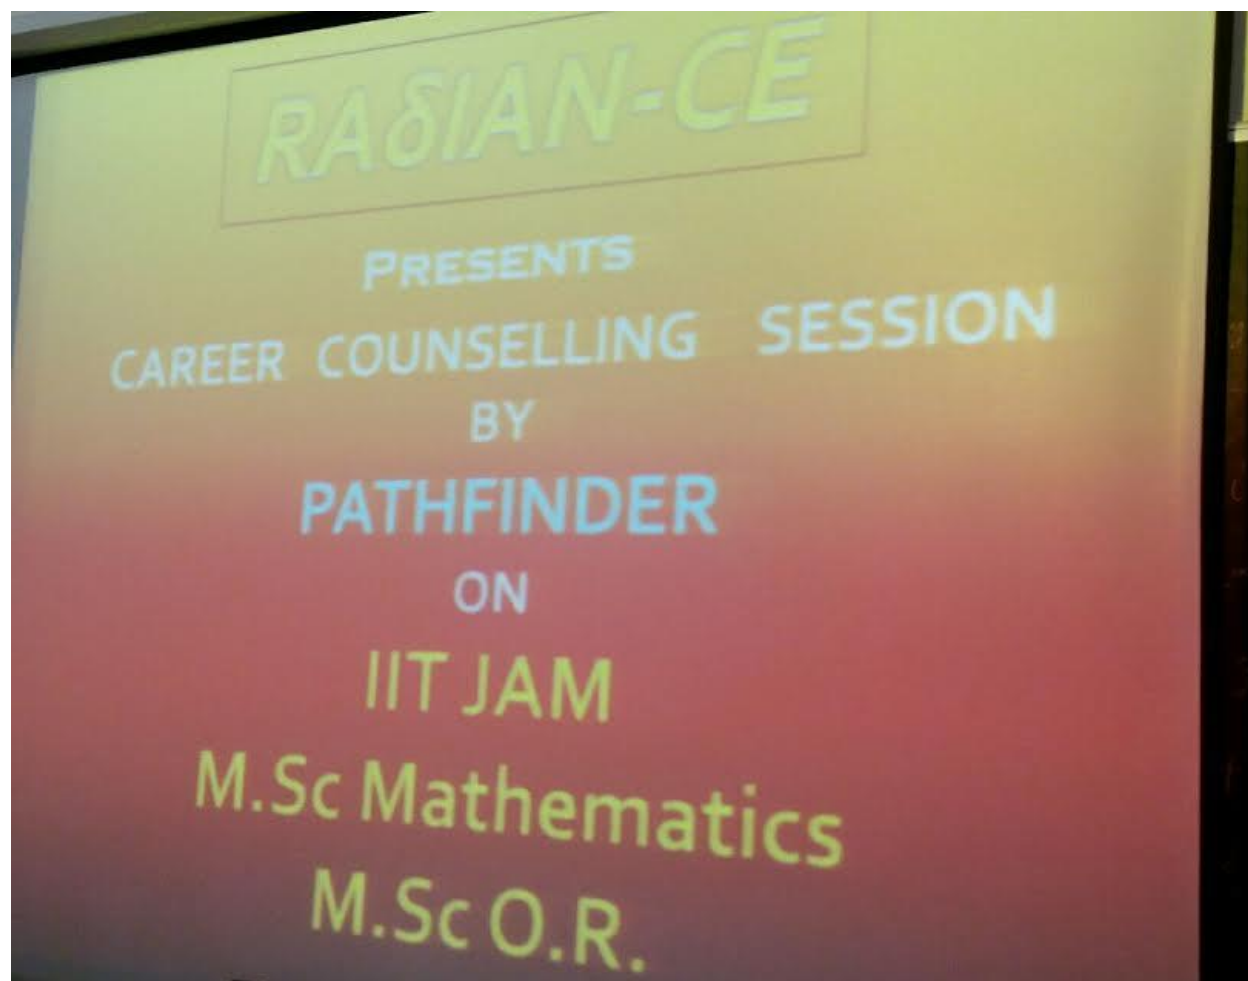 RAδIAN-CE
PRESENTS
CAREER COUNSELLING SESSION
BY
PATHFINDER
ON
IIT JAM
M.Sc Mathematics
M.Sc O.R.